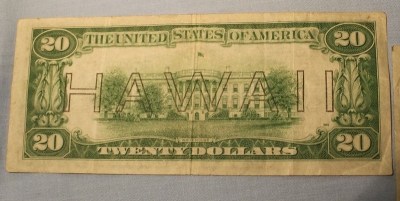 20 THE UNITED STATES OF AMERICA 20
HAWAII
20 TWENTY DOLLARS 20